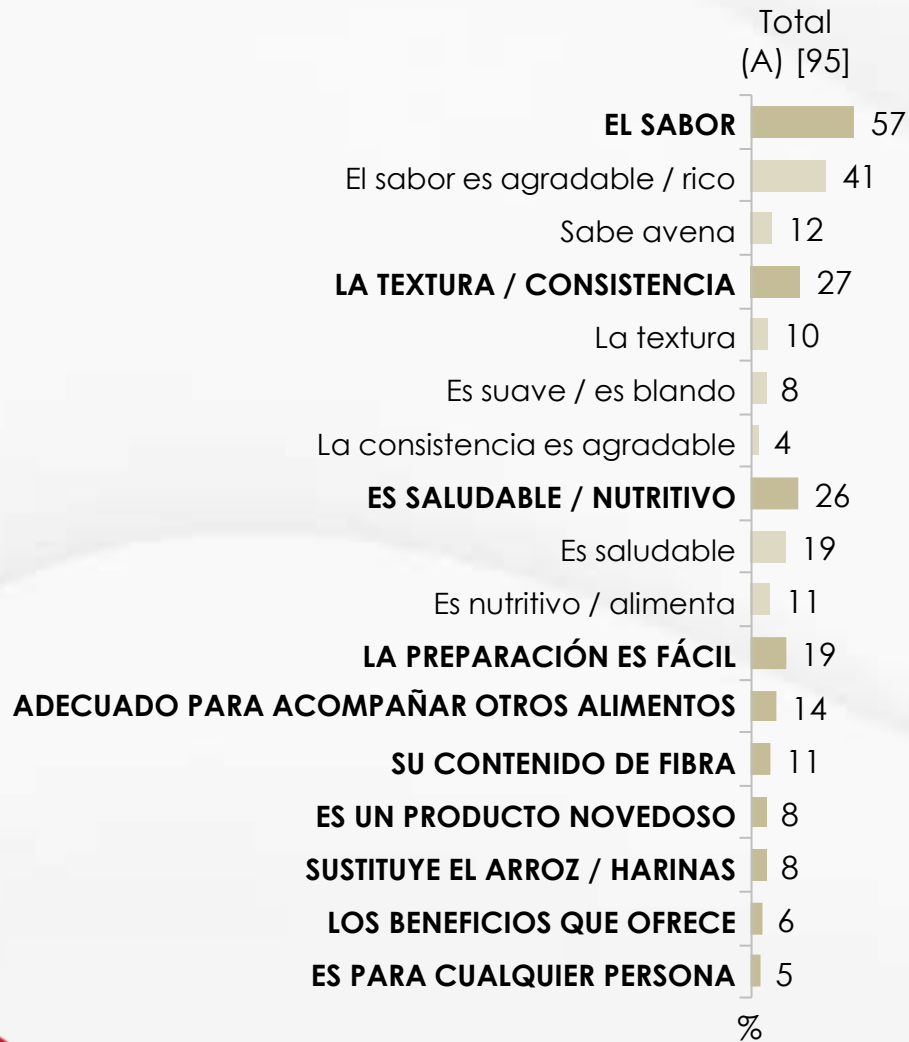 Total
(A) [95]
EL SABOR 57
El sabor es agradable / rico 41
Sabe avena 12
LA TEXTURA / CONSISTENCIA 27
La textura 10
Es suave / es blando 8
La consistencia es agradable 4
ES SALUDABLE / NUTRITIVO 26
Es saludable 19
Es nutritivo / alimenta 11
LA PREPARACIÓN ES FÁCIL 19
ADECUADO PARA ACOMPAÑAR OTROS ALIMENTOS 14
SU CONTENIDO DE FIBRA 11
ES UN PRODUCTO NOVEDOSO 8
SUSTITUYE EL ARROZ / HARINAS 8
LOS BENEFICIOS QUE OFRECE 6
ES PARA CUALQUIER PERSONA 5
%